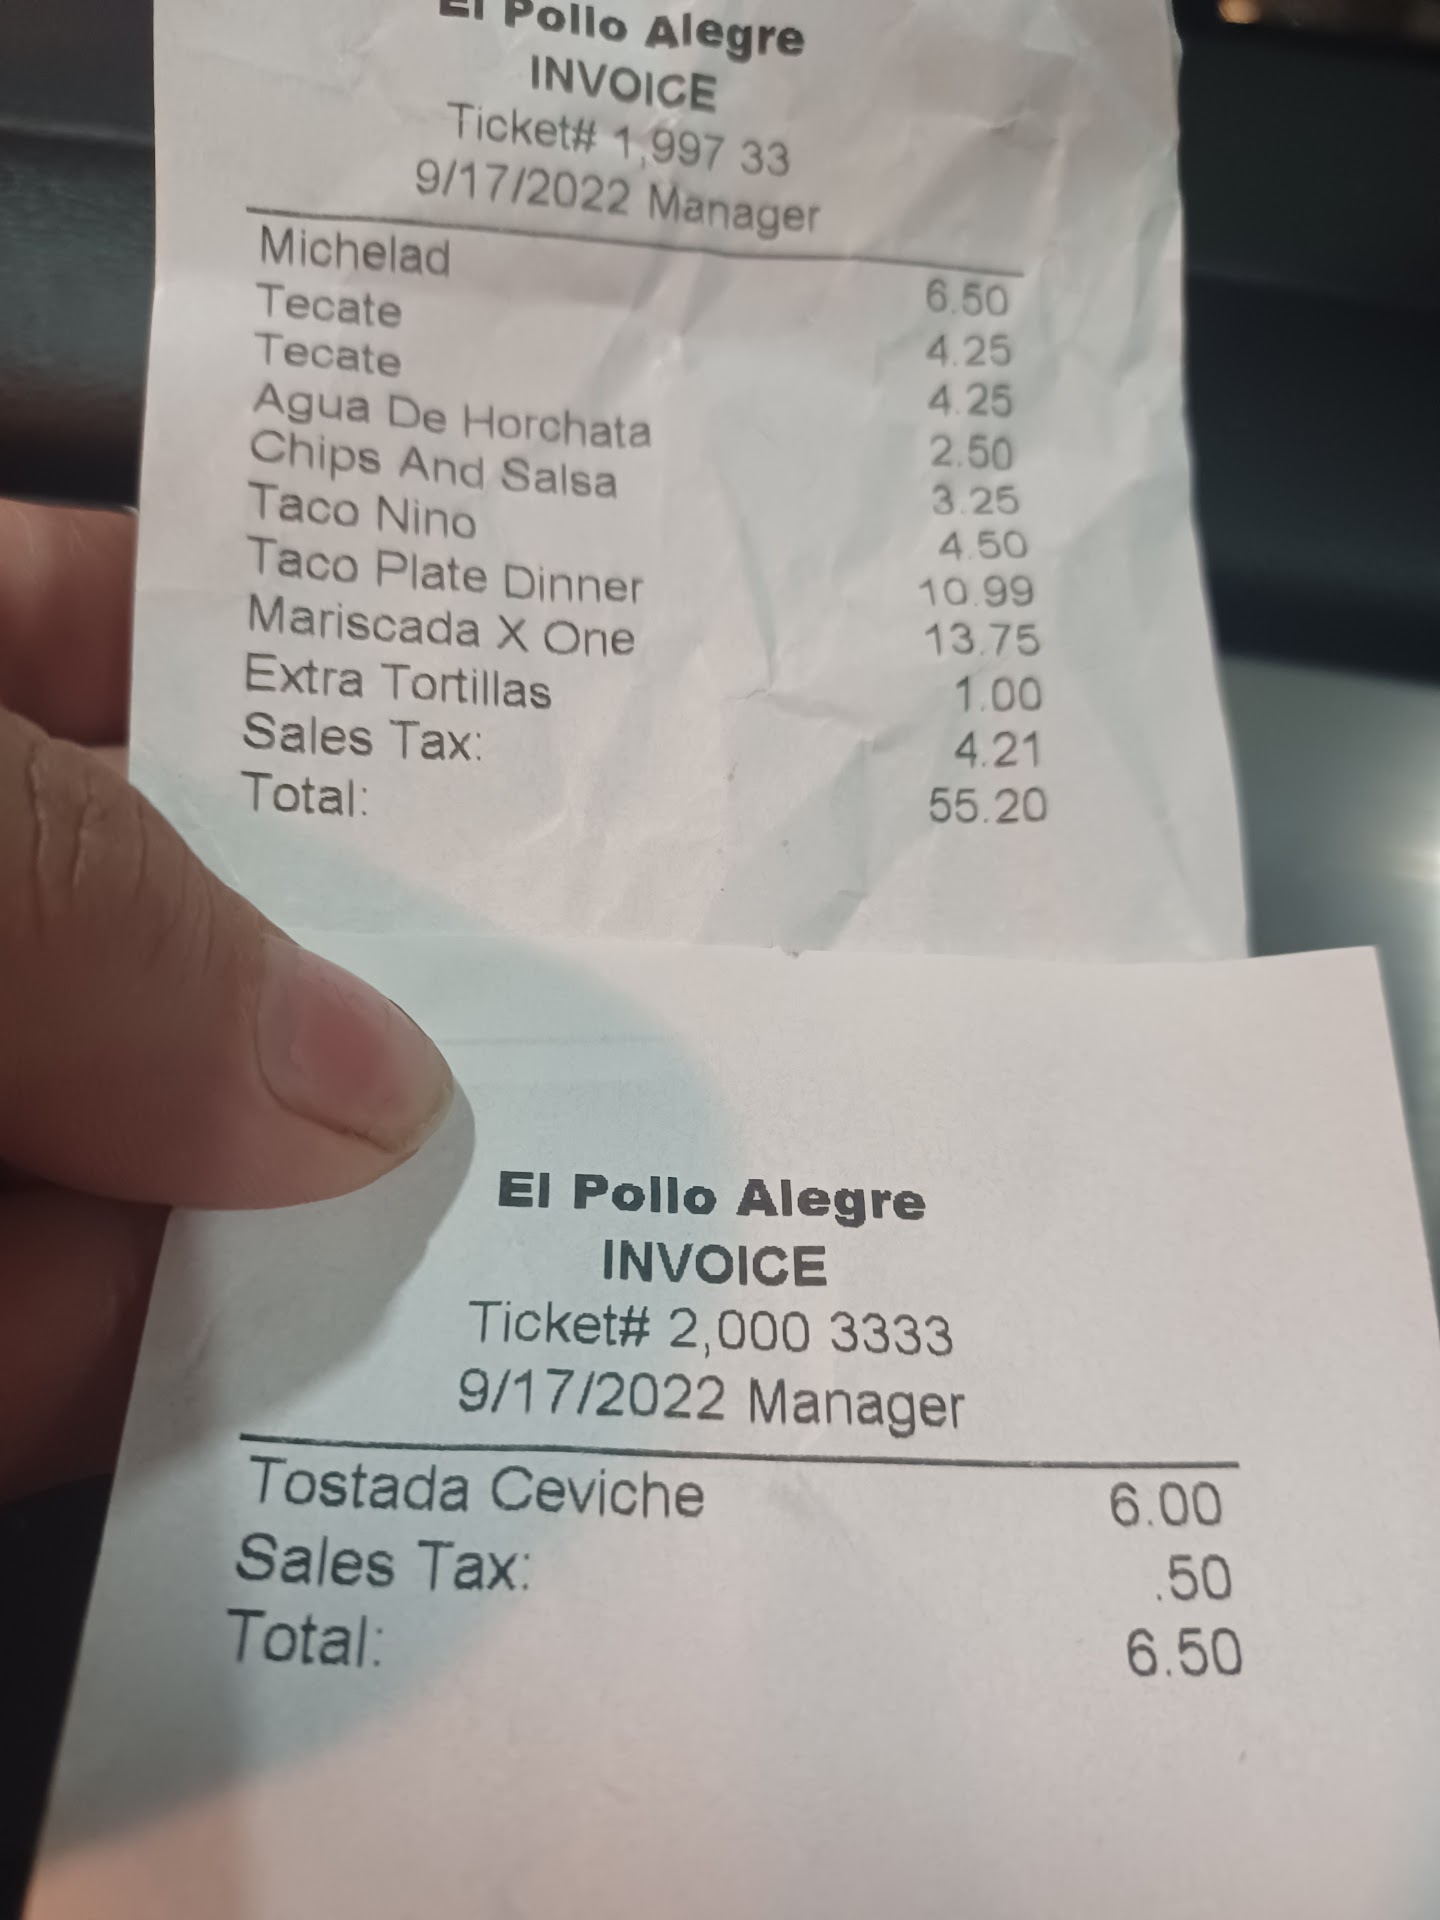 El Pollo Alegre
INVOICE
Ticket# 1,997 33
9/17/2022 Manager
Michelad 6.50
Tecate 4.25
Tecate 4.25
Agua De Horchata 2.50
Chips And Salsa 3.25
Taco Nino 4.50
Taco Plate Dinner 10.99
Mariscada X One 13.75
Extra Tortillas 1.00
Sales Tax: 4.21
Total: 55.20
El Pollo Alegre
INVOICE
Ticket# 2,000 3333
9/17/2022 Manager
Tostada Ceviche 6.00
Sales Tax: .50
Total: 6.50